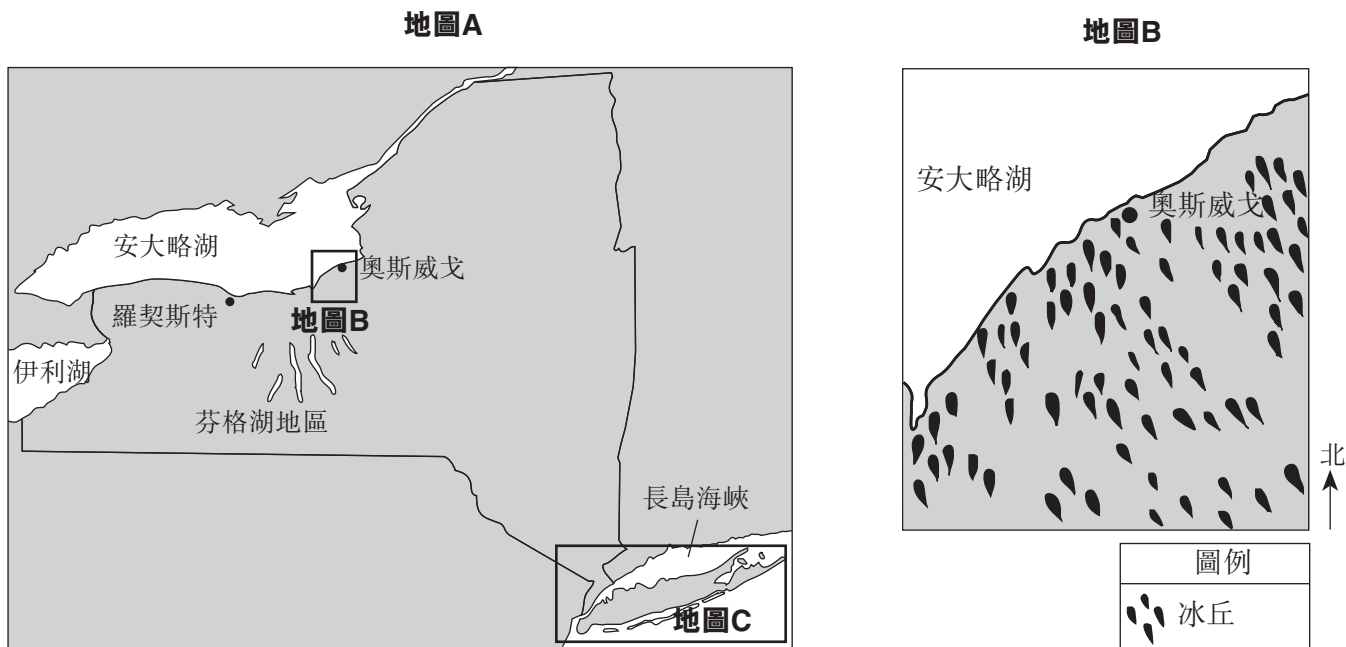 地圖A
安大略湖
奧斯威戈
羅契斯特
地圖B
伊利湖
芬格湖地區
長島海峽
地圖C
地圖B
安大略湖
奧斯威戈
北
圖例
冰丘